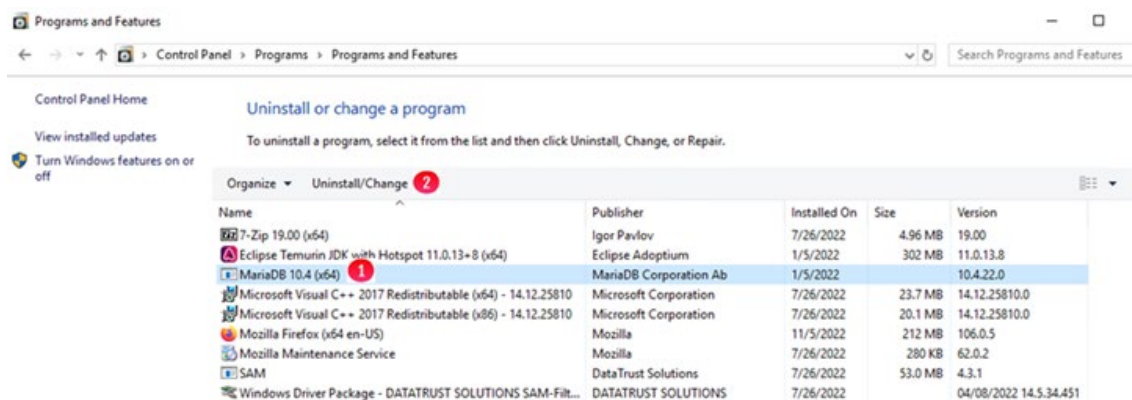 Programs and Features
Control Panel > Programs > Programs and Features
Search Programs and Features
Control Panel Home
View installed updates
Turn Windows features on or
off
Uninstall or change a program
To uninstall a program, select it from the list and then click Uninstall, Change, or Repair.
Organize Uninstall/Change 2
Name Publisher Installed On Size Version
7-Zip 19.00 (x64) Igor Pavlov 7/26/2022 4.96 MB 19.00
Eclipse Temurin JDK with Hotspot 11.0.13+8 (x64) Eclipse Adoptium 1/5/2022 302 MB 11.0.13.8
MariaDB 10.4 (x64) 1 MariaDB Corporation Ab 1/5/2022 10.4.22.0
Microsoft Visual C++ 2017 Redistributable (x64) - 14.12.25810 Microsoft Corporation 7/26/2022 23.7 MB 14.12.25810.0
Microsoft Visual C++ 2017 Redistributable (x86) - 14.12.25810 Microsoft Corporation 7/26/2022 20.1 MB 14.12.25810.0
Mozilla Firefox (x64 en-US) Mozilla 11/5/2022 212 MB 106.0.5
Mozilla Maintenance Service Mozilla 7/26/2022 280 KB 62.0.2
SAM DataTrust Solutions 7/26/2022 53.0 MB 4.3.1
Windows Driver Package - DATATRUST SOLUTIONS SAM-Filt... DATATRUST SOLUTIONS 7/26/2022 04/08/2022 14.5.34.451